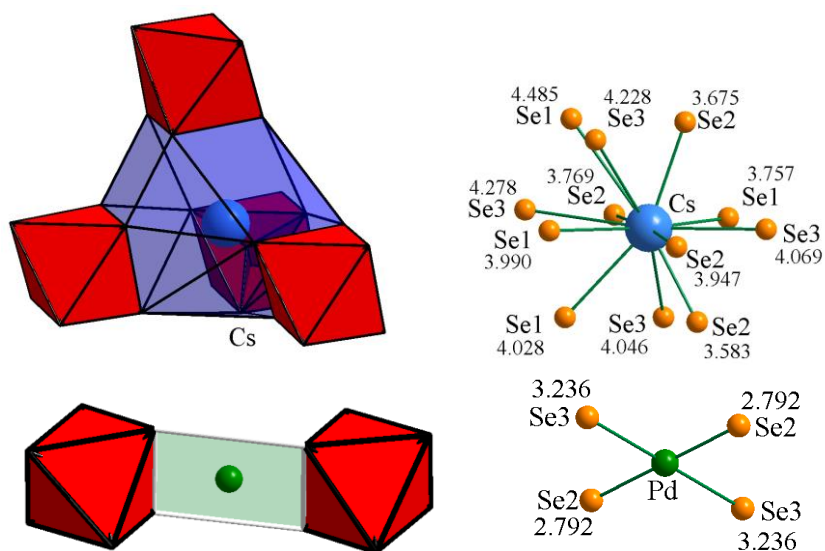 4.485
Se1
4.228
Se3
3.675
Se2
4.278
Se3
3.769
Se2
Cs
3.757
Se1
Se1
3.990
Se2
3.947
Se3
4.069
Se1
4.028
Se3
4.046
Se2
3.583
Cs
3.236
Se3
2.792
Se2
Se2
2.792
Pd
Se3
3.236